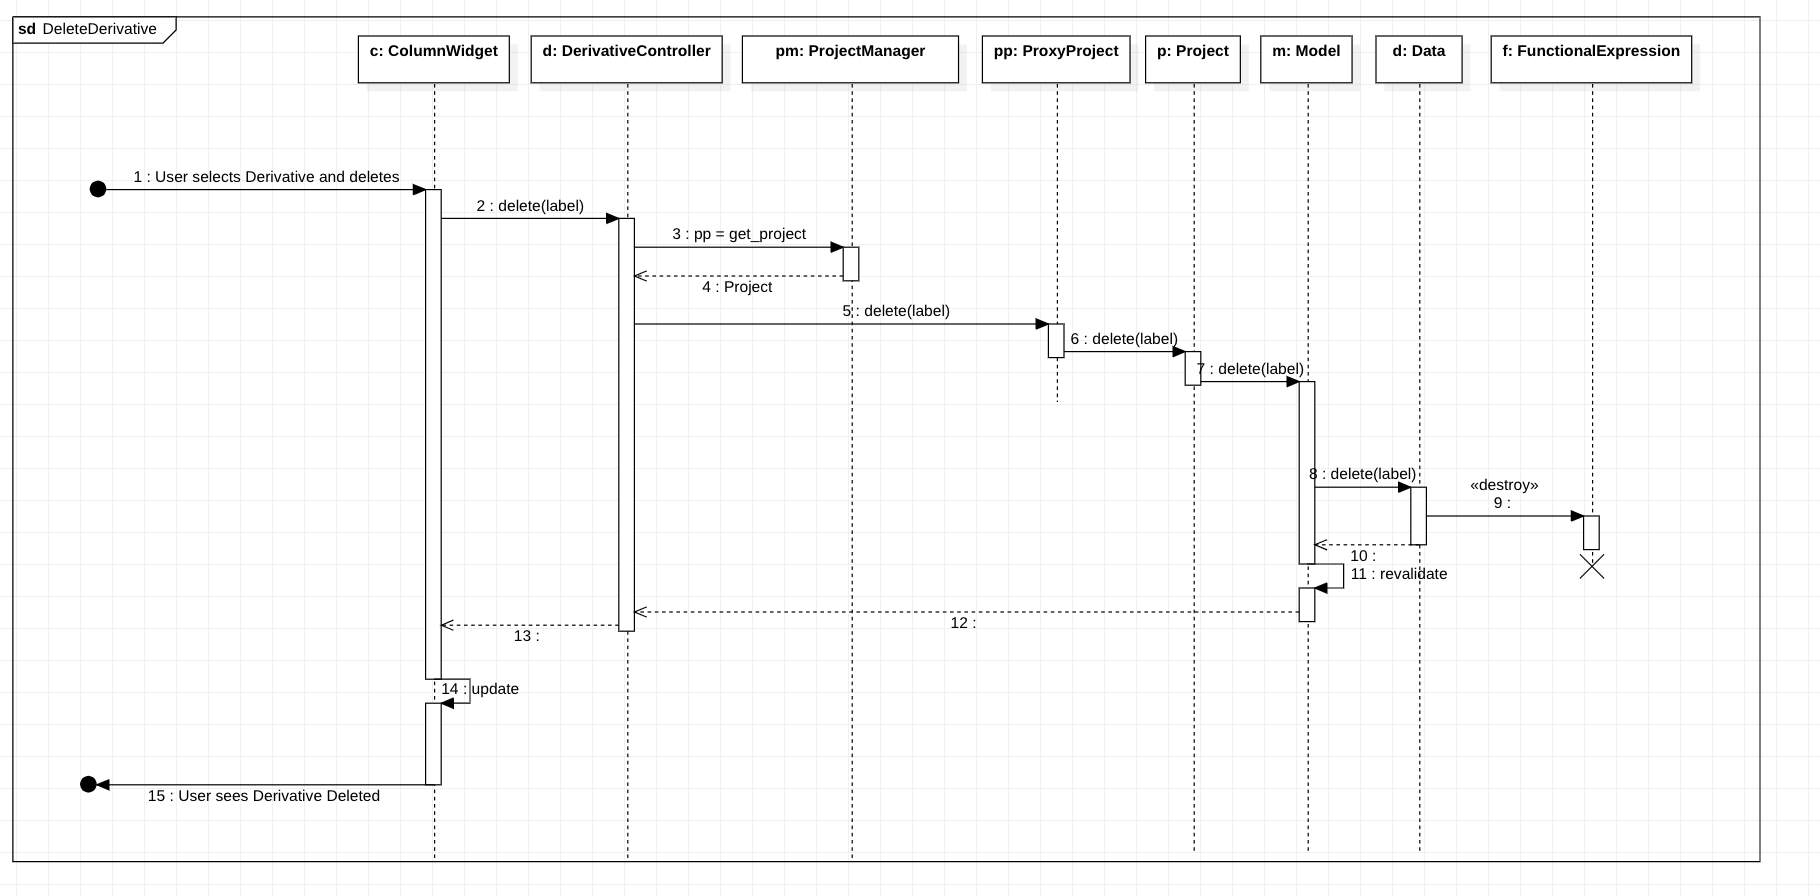 sd DeleteDerivative
c: ColumnWidget
d: DerivativeController
pm: ProjectManager
pp: ProxyProject
p: Project
m: Model
d: Data
f: FunctionalExpression
1 : User selects Derivative and deletes
2 : delete(label)
3 : pp = get_project
4 : Project
5 : delete(label)
6 : delete(label)
7 : delete(label)
8 : delete(label)
«destroy»
9 :
10 :
11 : revalidate
12 :
13 :
14 : update
15 : User sees Derivative Deleted